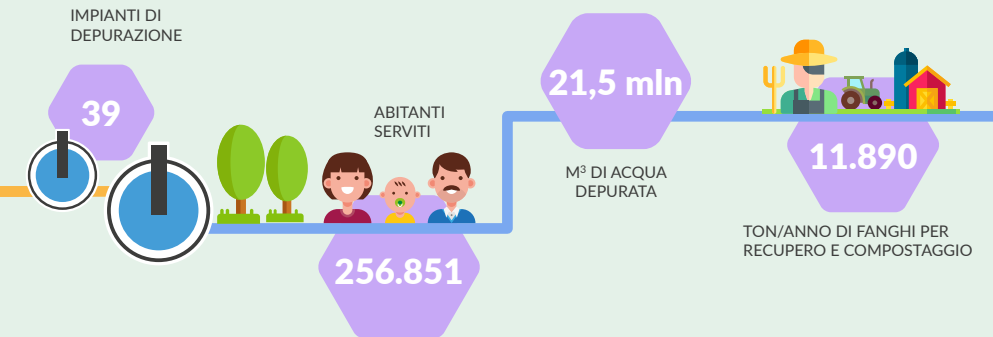 IMPIANTI DI
DEPURAZIONE
39
ABITANTI
SERVITI
256.851
21,5 mln
M³ DI ACQUA
DEPURATA
11.890
TON/ANNO DI FANGHI PER
RECUPERO E COMPOSTAGGIO